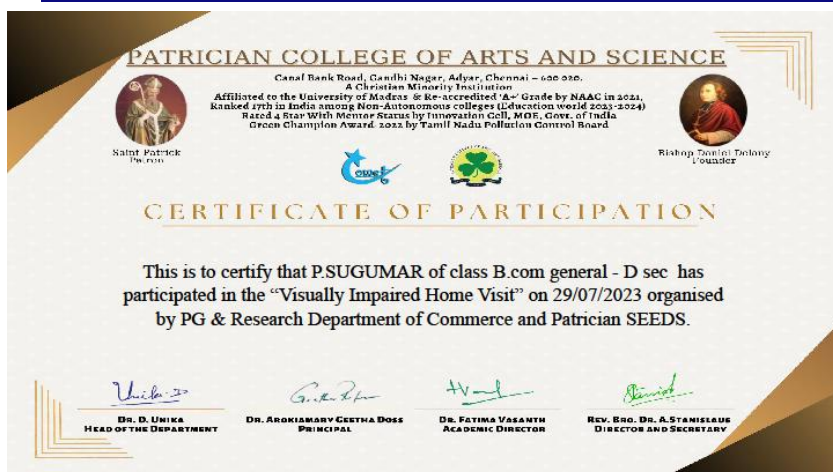 PATRICIAN COLLEGE OF ARTS AND SCIENCE
Canal Bank Road, Gandhi Nagar, Adyar, Chennai – 600 020.
A Christian Minority Institution
Affiliated to the University of Madras & Re-accredited 'A+' Grade by NAAC in 2021,
Ranked 17th in India among Non-Autonomous colleges (Education world 2023-2024)
Rated 4 Star With Mentor Status by Innovation Cell, MOE, Govt. of India
Green Champion Award-2022 by Tamil Nadu Pollution Control Board
Saint Patrick
Patron
Bishop Daniel Delany
Founder
CERTIFICATE OF PARTICIPATION
This is to certify that P.SUGUMAR of class B.com general - D sec has
participated in the “Visually Impaired Home Visit” on 29/07/2023 organised
by PG & Research Department of Commerce and Patrician SEEDS.
DR. D. UNIKA
HEAD OF THE DEPARTMENT
DR. AROKIAMARY GEETHA DOSS
PRINCIPAL
DR. FATIMA VASANTH
ACADEMIC DIRECTOR
REV. BRO. DR. A.STANISLAUS
DIRECTOR AND SECRETARY